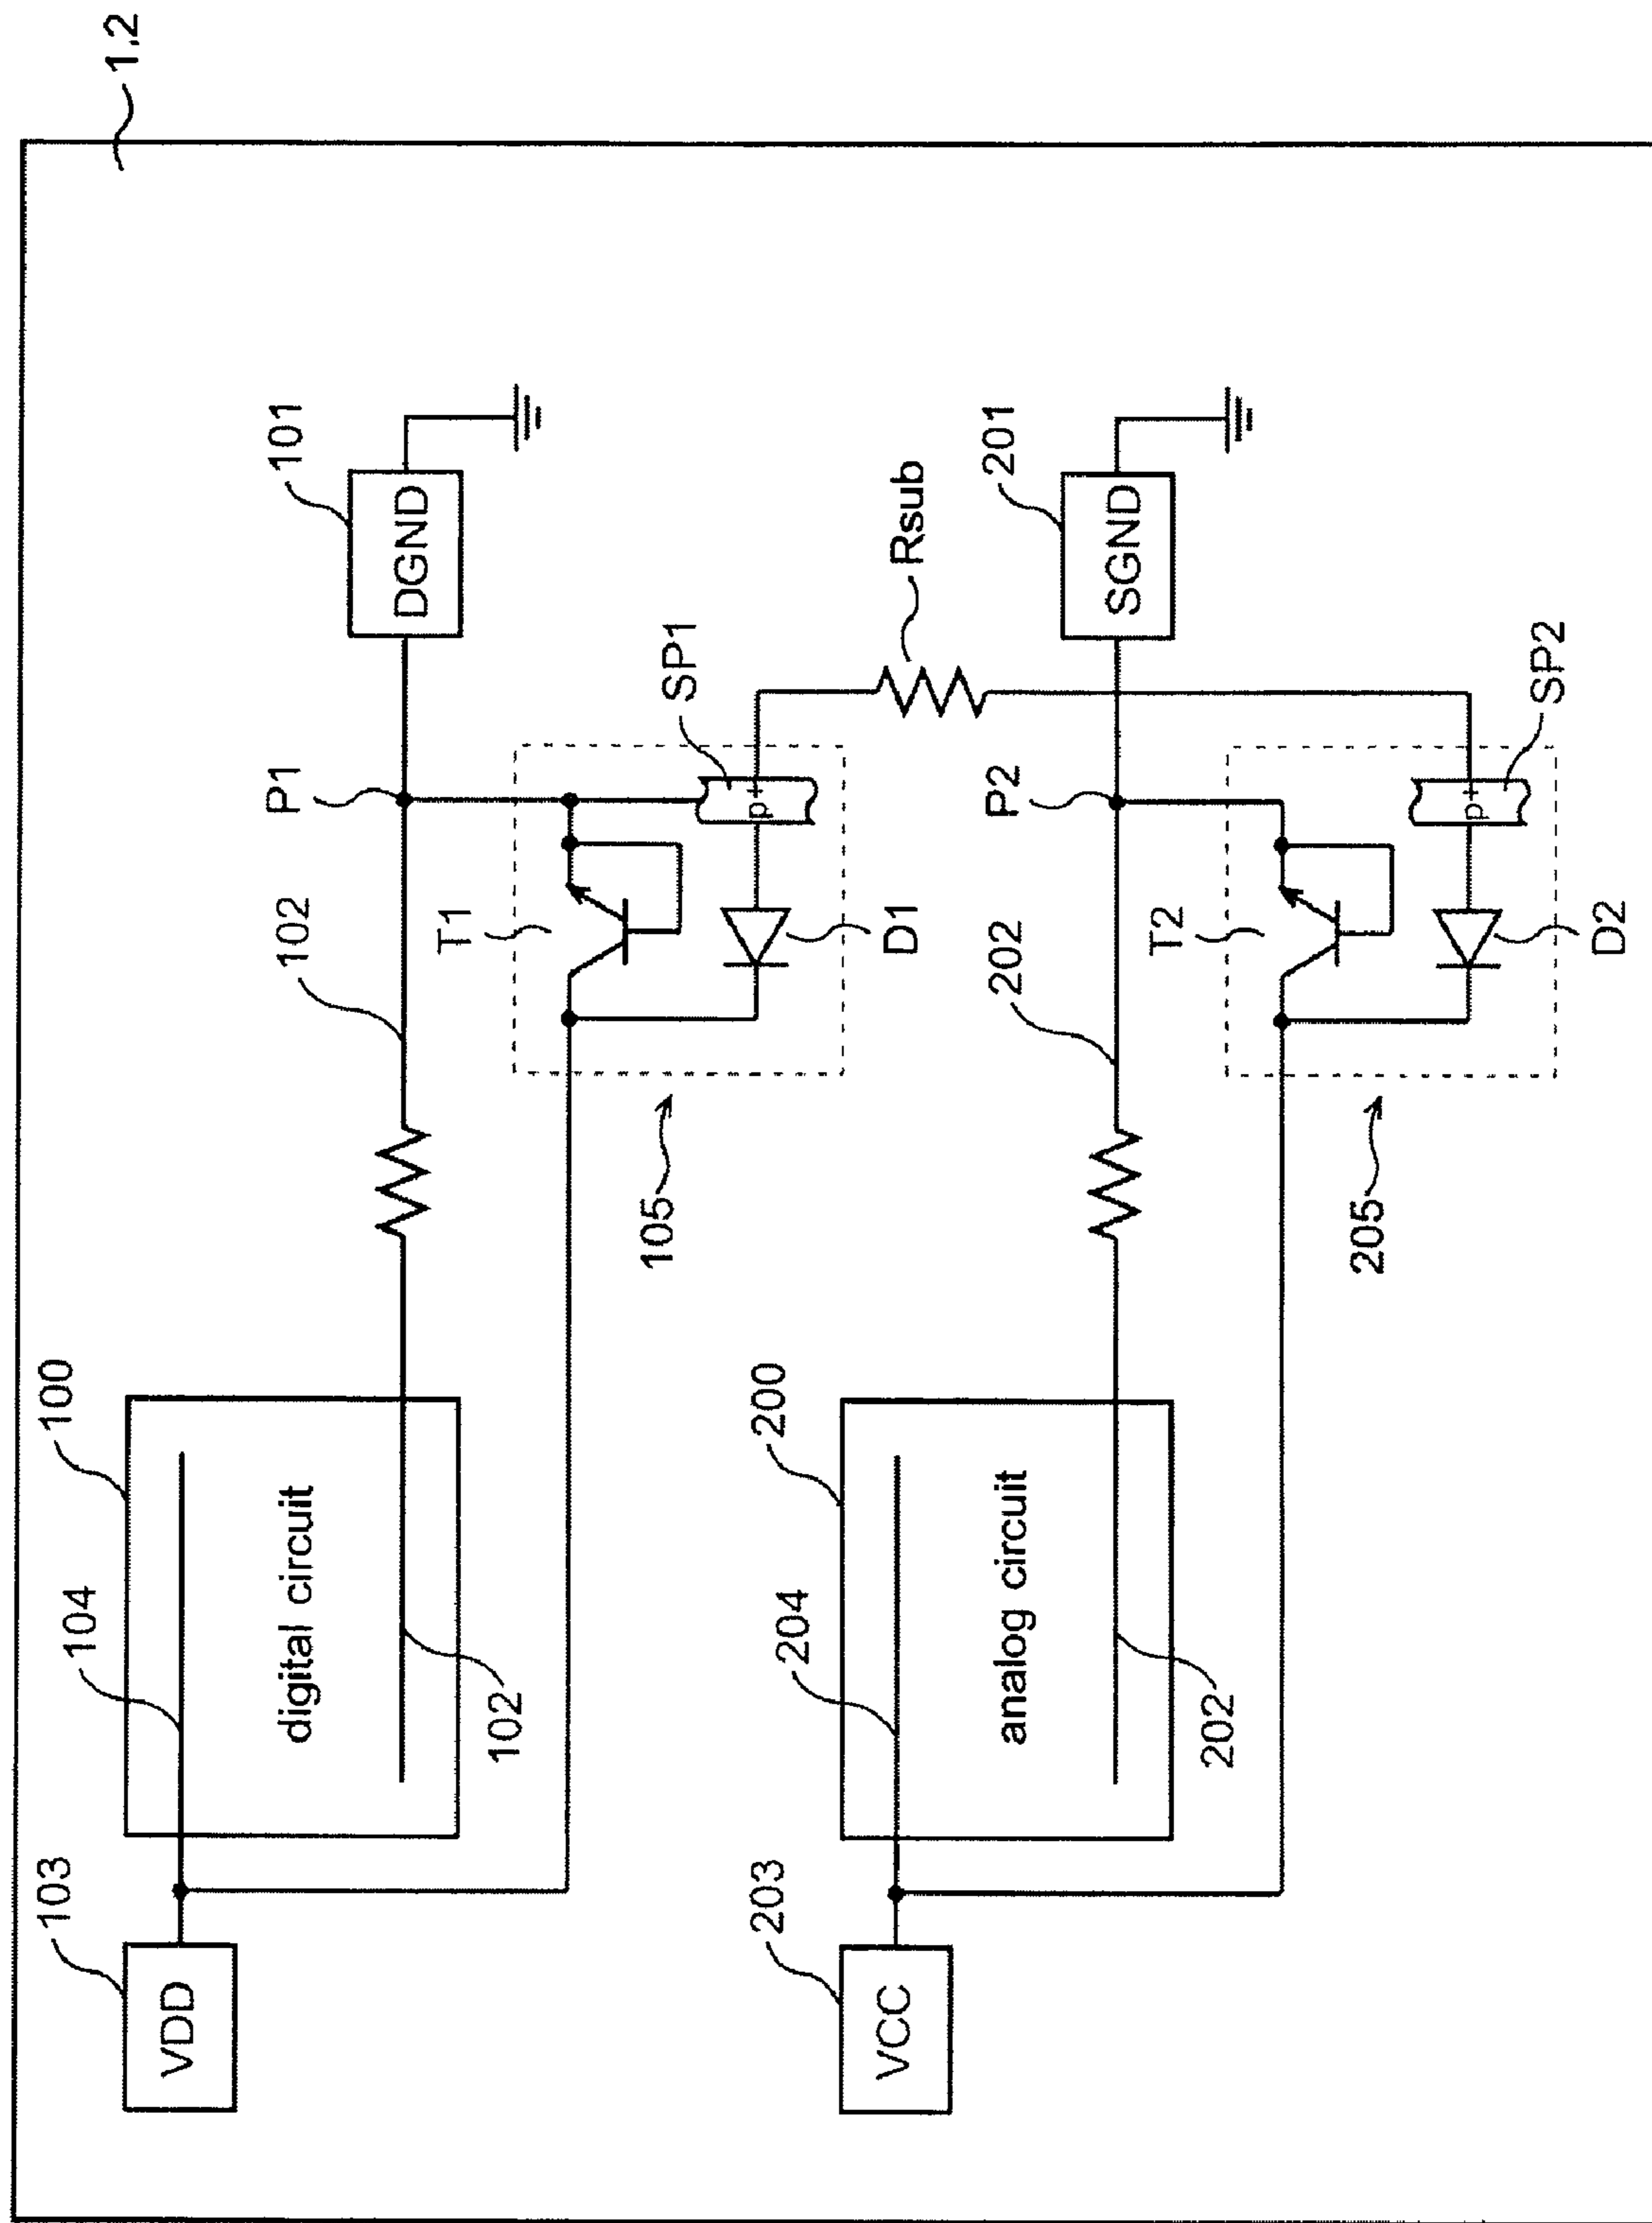 1,2
103
104
100
102
P1
101
VDD
digital circuit
DGND
102
T1
SP1
p+
105
D1
Rsub
203
204
200
202
P2
201
VCC
analog circuit
SGND
202
T2
SP2
p+
205
D2